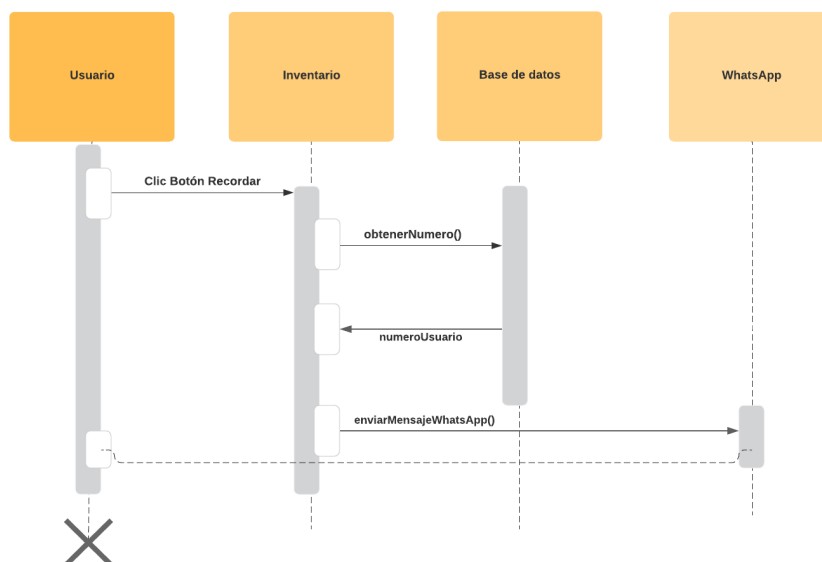 Usuario
Inventario
Base de datos
WhatsApp
Clic Botón Recordar
obtenerNumero()
numeroUsuario
enviarMensajeWhatsApp()